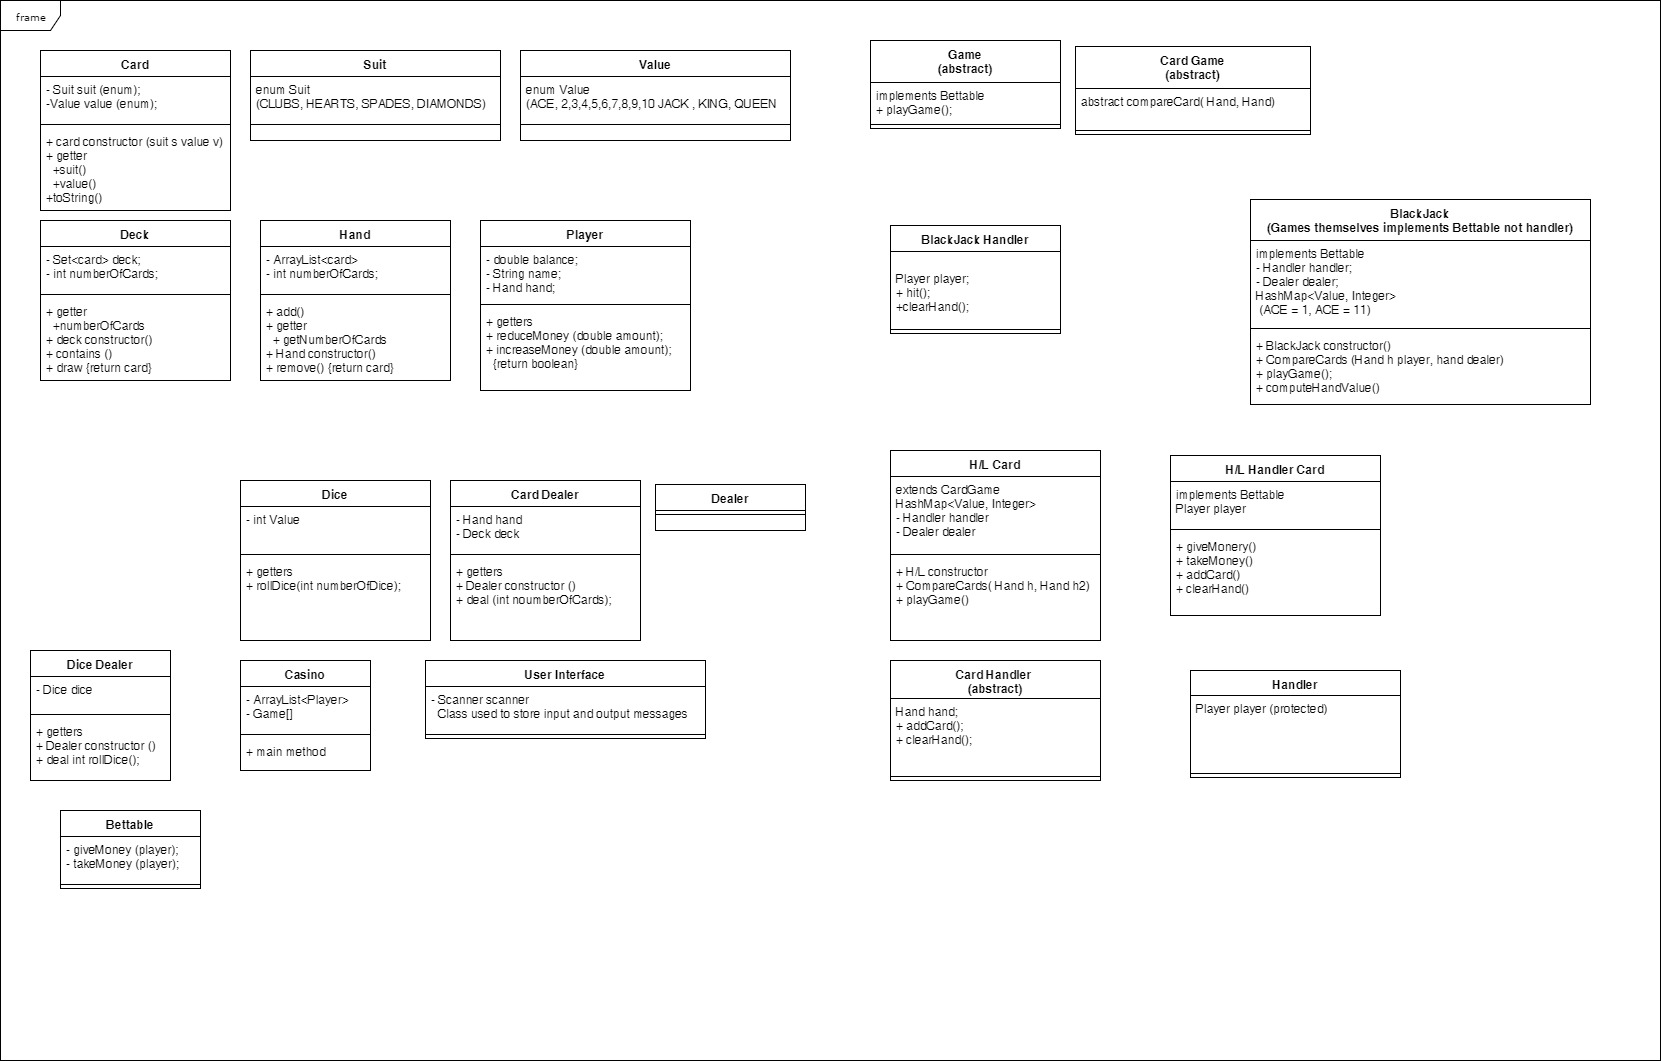 frame
Card
- Suit suit (enum);
-Value value (enum);
+ card constructor (suit s value v)
+ getter
+suit()
+value()
+toString()
Suit
enum Suit
(CLUBS, HEARTS, SPADES, DIAMONDS)
Value
enum Value
(ACE, 2,3,4,5,6,7,8,9,10 JACK , KING, QUEEN
Game
(abstract)
implements Bettable
+ playGame();
Card Game
(abstract)
abstract compareCard( Hand, Hand)
Deck
- Set<card> deck;
- int numberOfCards;
+ getter
+numberOfCards
+ deck constructor()
+ contains ()
+ draw {return card}
Hand
- ArrayList<card>
- int numberOfCards;
+ add()
+ getter
+ getNumberOfCards
+ Hand constructor()
+ remove() {return card}
Player
- double balance;
- String name;
- Hand hand;
+ getters
+ reduceMoney (double amount);
+ increaseMoney (double amount);
{return boolean}
BlackJack Handler
Player player;
+ hit();
+clearHand();
BlackJack
(Games themselves implements Bettable not handler)
implements Bettable
- Handler handler;
- Dealer dealer;
HashMap<Value, Integer>
(ACE = 1, ACE = 11)
+ BlackJack constructor()
+ CompareCards (Hand h player, hand dealer)
+ playGame();
+ computeHandValue()
Dice
- int Value
+ getters
+ rollDice(int numberOfDice);
Card Dealer
- Hand hand
- Deck deck
+ getters
+ Dealer constructor ()
+ deal (int noumberOfCards);
Dealer
H/L Card
extends CardGame
HashMap<Value, Integer>
- Handler handler
- Dealer dealer
+ H/L constructor
+ CompareCards( Hand h, Hand h2)
+ playGame()
H/L Handler Card
implements Bettable
Player player
+ giveMonery()
+ takeMoney()
+ addCard()
+ clearHand()
Dice Dealer
- Dice dice
+ getters
+ Dealer constructor ()
+ deal int rollDice();
Casino
- ArrayList<Player>
- Game[]
+ main method
User Interface
- Scanner scanner
Class used to store input and output messages
Card Handler
(abstract)
Hand hand;
+ addCard();
+ clearHand();
Handler
Player player (protected)
Bettable
- giveMoney (player);
- takeMoney (player);